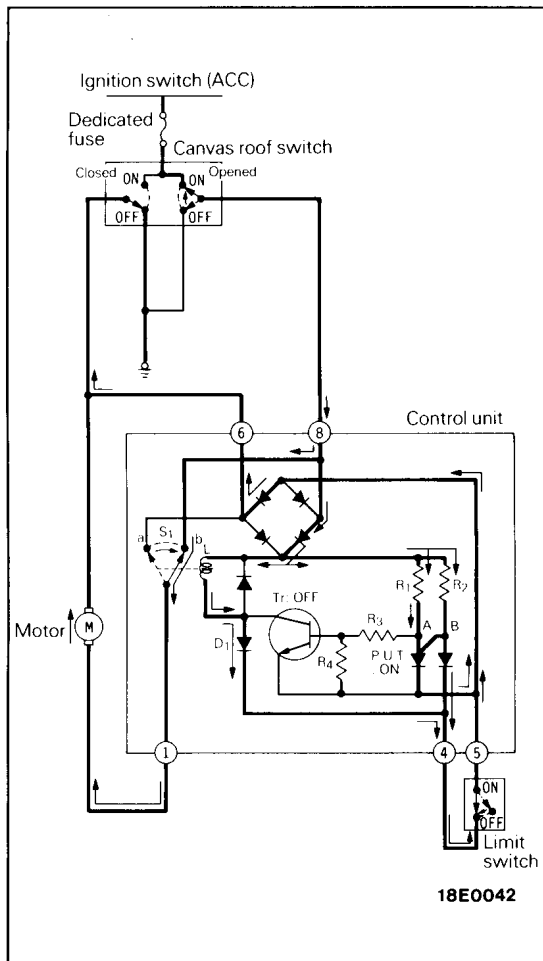 Ignition switch (ACC)
Dedicated
fuse
Canvas roof switch
Closed
Opened
ON
ON
OFF
OFF
6
8
Control unit
a
S1
b
L
R1
R2
Tr: OFF
R3
A
B
D1
R4
P U T
ON
Motor
M
1
4
5
ON
OFF
Limit
switch
18E0042